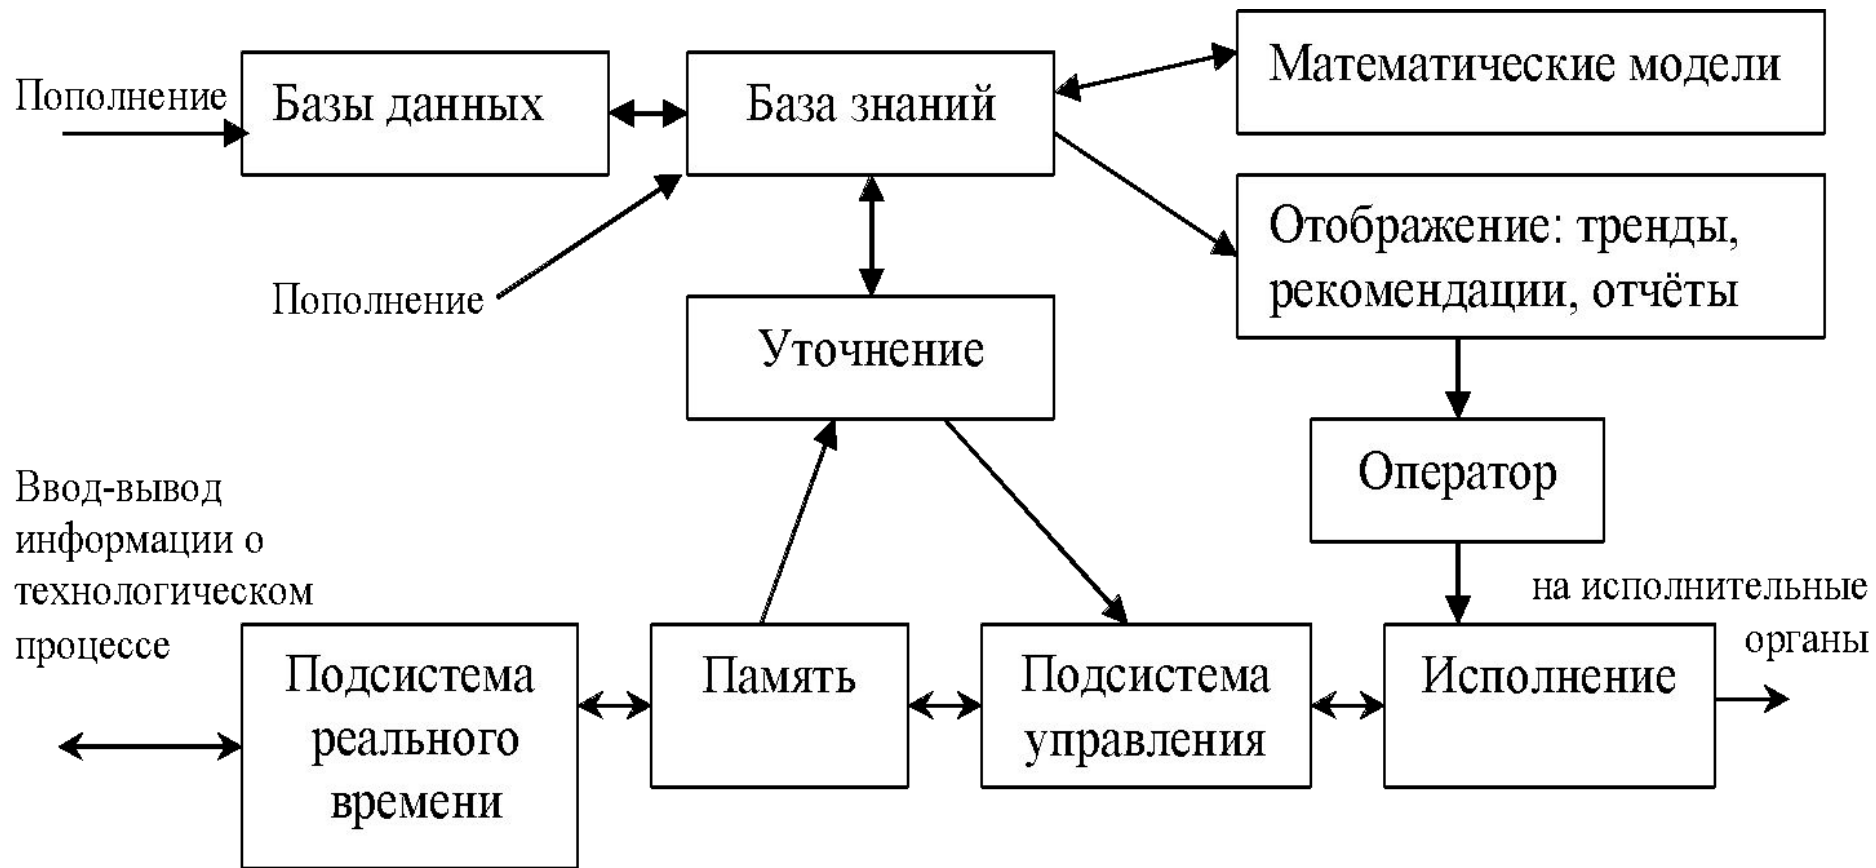 Пополнение
Базы данных
База знаний
Математические модели
Отображение: тренды,
рекомендации, отчёты
Пополнение
Уточнение
Оператор
Ввод-вывод
информации о
технологическом
процессе
на исполнительные
органы
Подсистема
реального
времени
Память
Подсистема
управления
Исполнение